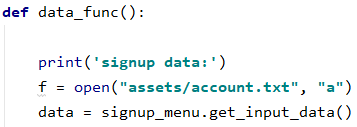 def data_func():
print('signup data:')
f = open("assets/account.txt", "a")
data = signup_menu.get_input_data()